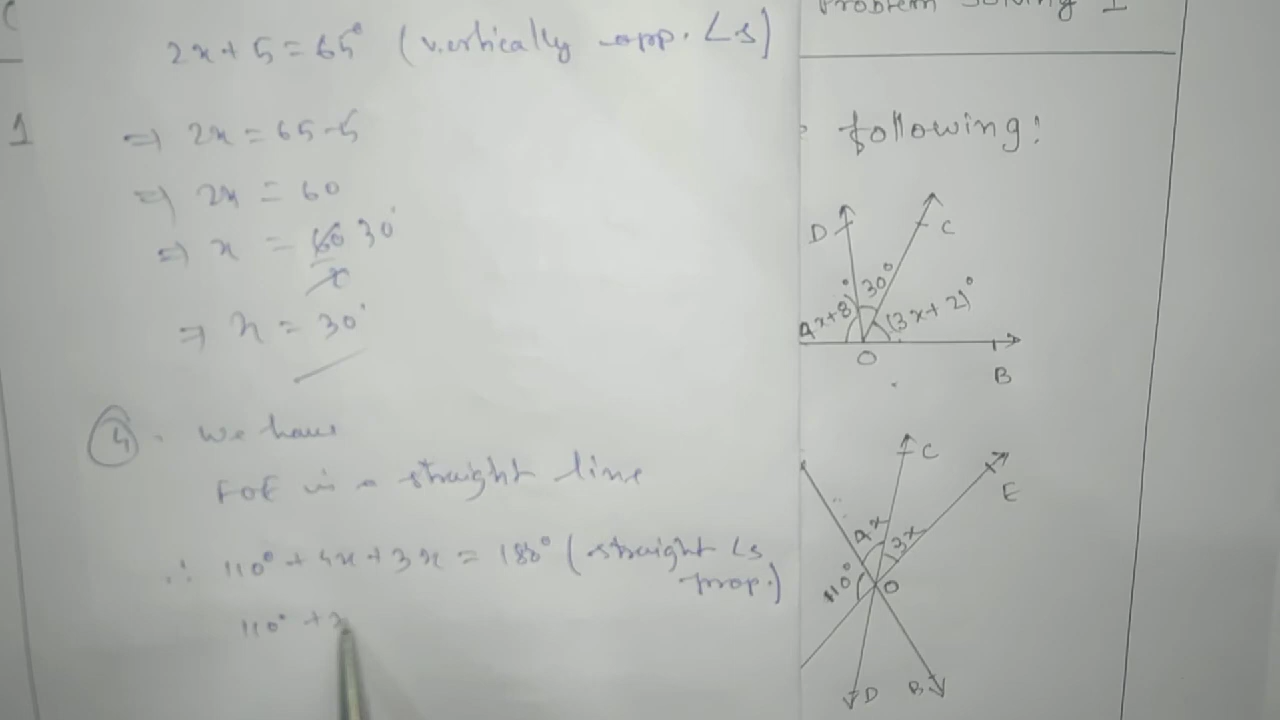 2x + 5 = 65° (vertically opp. ∠s)
1
⇒ 2x = 65-5
⇒ 2x = 60
⇒ x = 60 30°
2
⇒ x = 30°
4. We have
FOE is a straight line
∴ 110° + 4x + 3x = 180° (straight ∠s
prop.)
110° +
Problem Solving I
following:
D
C
30°
4x+8)°
(3x+2)°
O
B
C
E
4x
3x
110°
O
D
B